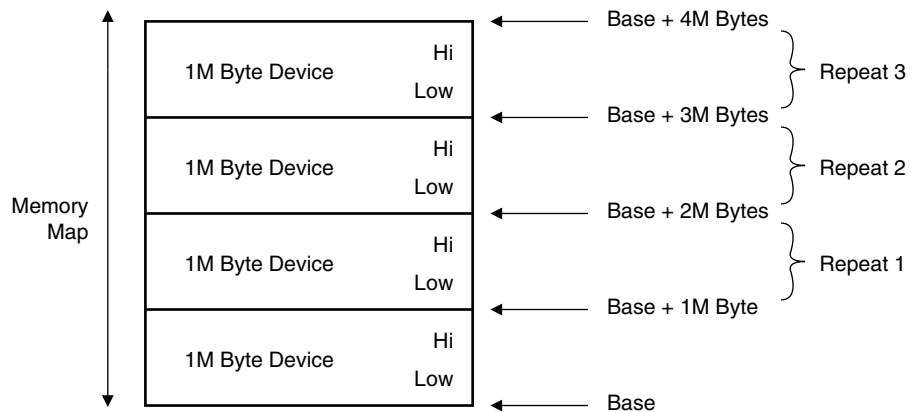 Base + 4M Bytes
Hi
1M Byte Device
Low
Repeat 3
Base + 3M Bytes
Hi
1M Byte Device
Low
Repeat 2
Memory
Map
Base + 2M Bytes
Hi
1M Byte Device
Low
Repeat 1
Base + 1M Byte
Hi
1M Byte Device
Low
Base